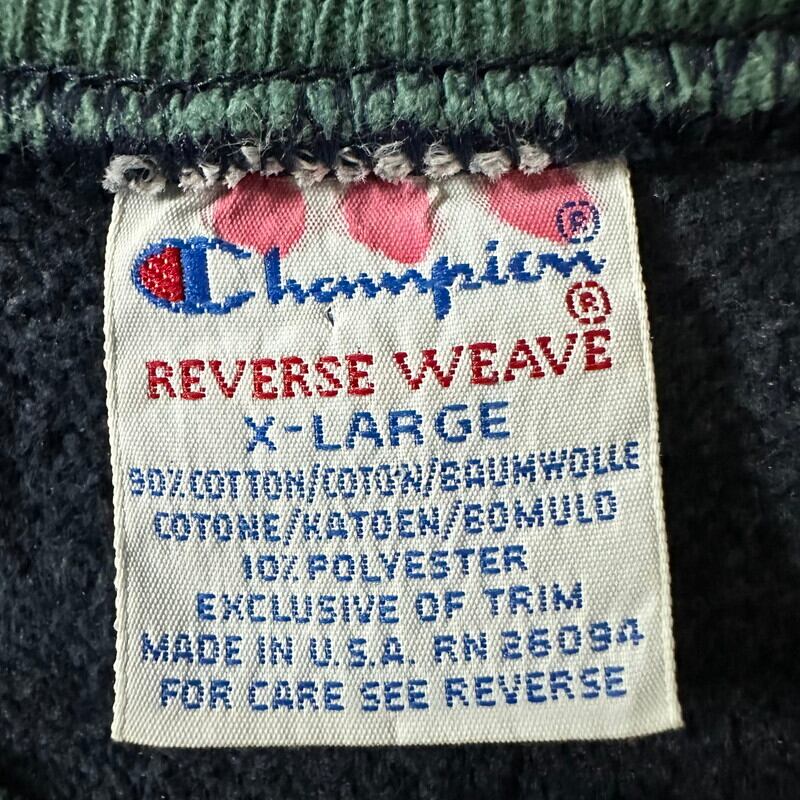 Champion®
®
REVERSE WEAVE
X-LARGE
90% COTTON/COTON/BAUMWOLLE
COTONE/KATOEN/BOMULD
10% POLYESTER
EXCLUSIVE OF TRIM
MADE IN U.S.A. RN 26094
FOR CARE SEE REVERSE